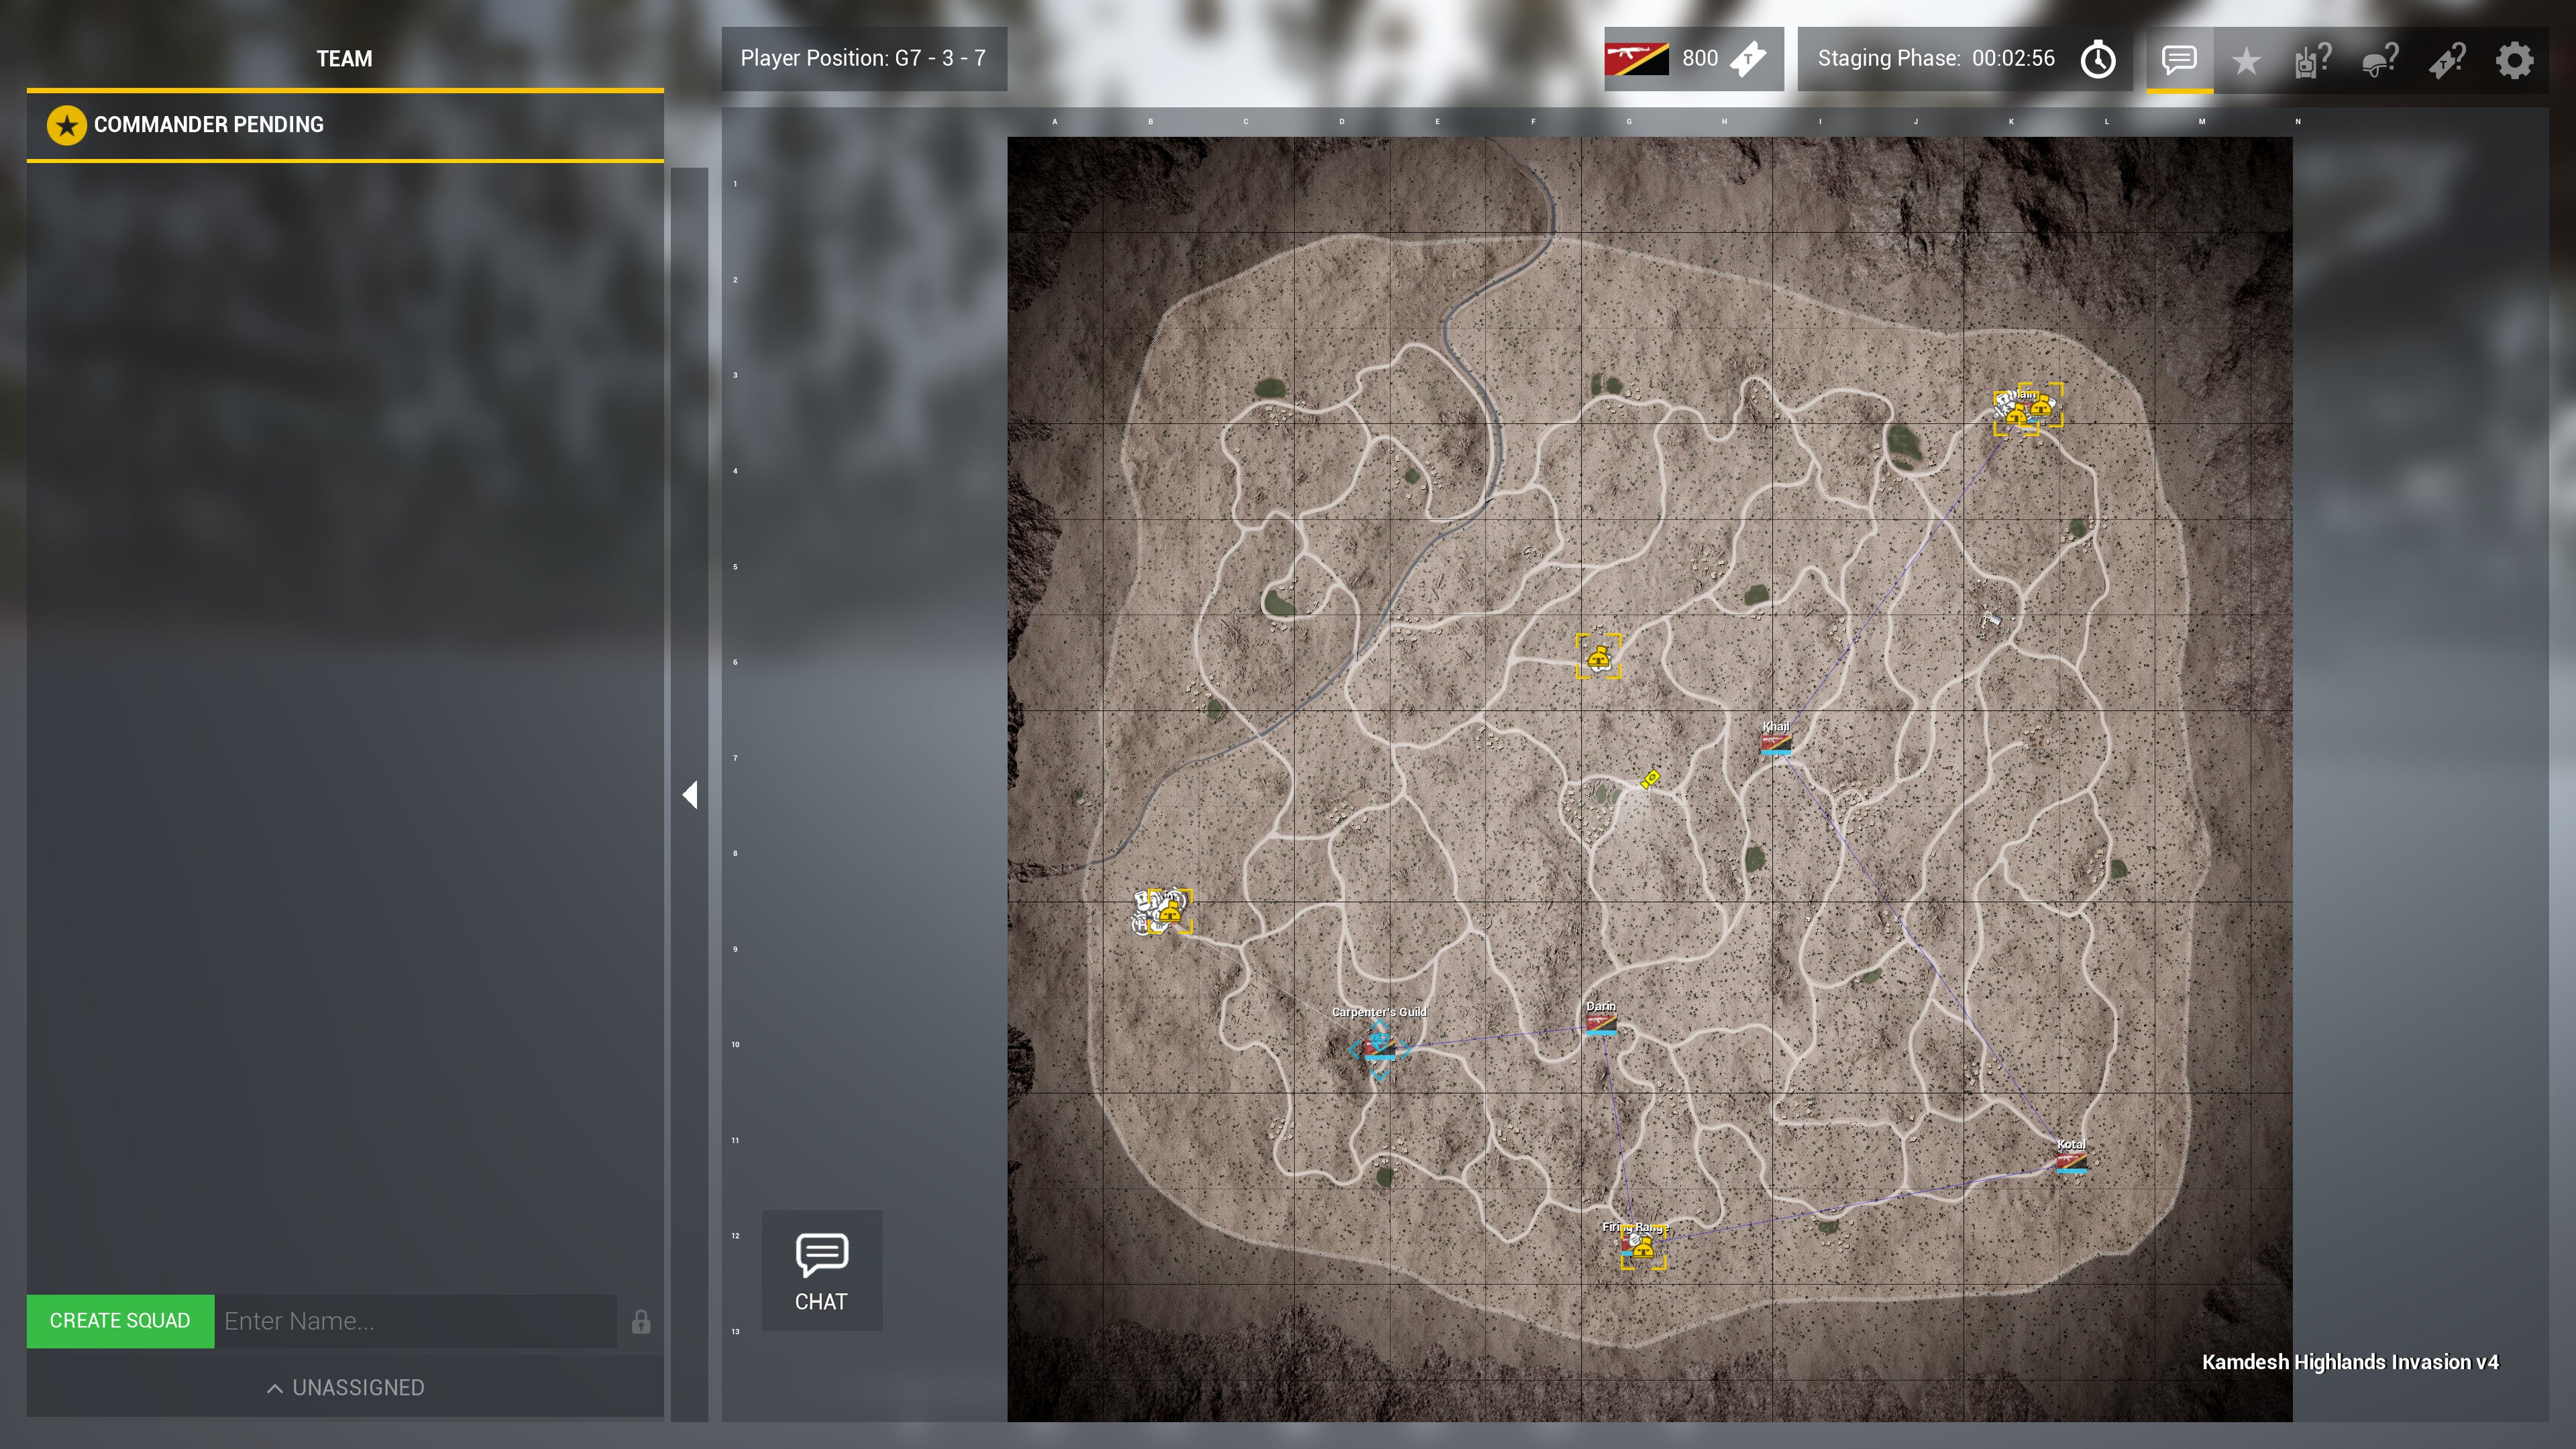 TEAM
Player Position: G7 - 3 - 7
800
Staging Phase: 00:02:56
COMMANDER PENDING
A B C D E F G H I J K L M N
1
2
3
4
5
6
Khail
7
8
9
Darin
Carpenter's Guild
10
11
Kotal
Firing Range
12
CHAT
CREATE SQUAD
Enter Name...
13
Kamdesh Highlands Invasion v4
UNASSIGNED